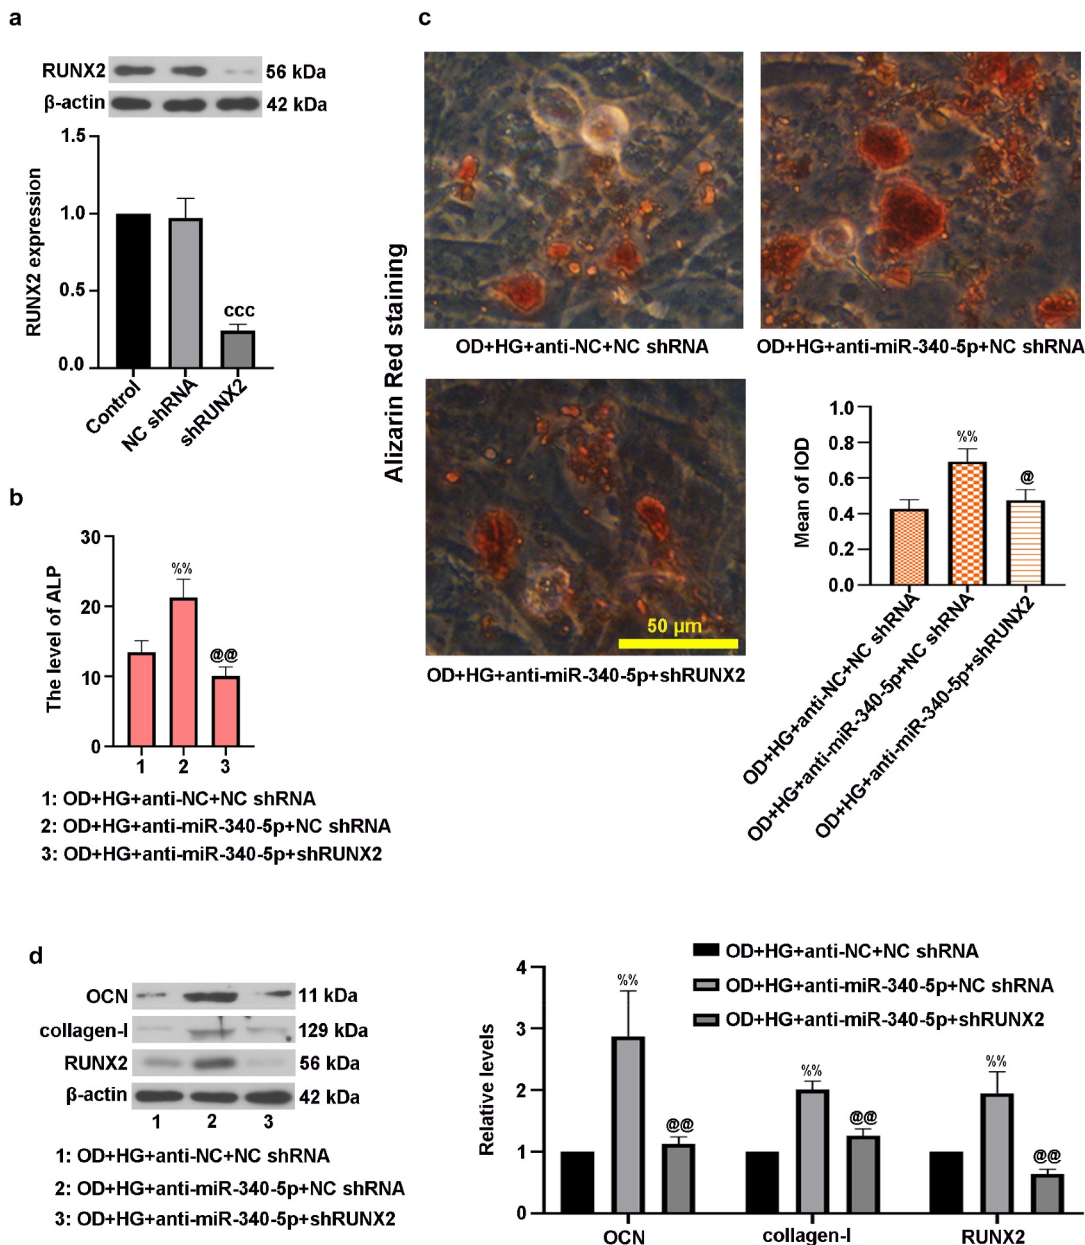 a
RUNX2
56 kDa
β-actin
42 kDa
1.5
1.0
0.5
0.0
RUNX2 expression
ccc
Control
NC shRNA
shRUNX2
b
30
20
10
0
The level of ALP
%%
@@
1 2 3
1: OD+HG+anti-NC+NC shRNA
2: OD+HG+anti-miR-340-5p+NC shRNA
3: OD+HG+anti-miR-340-5p+shRUNX2
c
Alizarin Red staining
OD+HG+anti-NC+NC shRNA
OD+HG+anti-miR-340-5p+NC shRNA
50 µm
OD+HG+anti-miR-340-5p+shRUNX2
1.0
0.8
0.6
0.4
0.2
0.0
Mean of IOD
%%
@
OD+HG+anti-NC+NC shRNA
OD+HG+anti-miR-340-5p+NC shRNA
OD+HG+anti-miR-340-5p+shRUNX2
d
OCN
11 kDa
collagen-I
129 kDa
RUNX2
56 kDa
β-actin
42 kDa
1 2 3
1: OD+HG+anti-NC+NC shRNA
2: OD+HG+anti-miR-340-5p+NC shRNA
3: OD+HG+anti-miR-340-5p+shRUNX2
OD+HG+anti-NC+NC shRNA
OD+HG+anti-miR-340-5p+NC shRNA
OD+HG+anti-miR-340-5p+shRUNX2
4
3
2
1
0
Relative levels
%%
@@
%%
@@
%%
@@
OCN
collagen-I
RUNX2